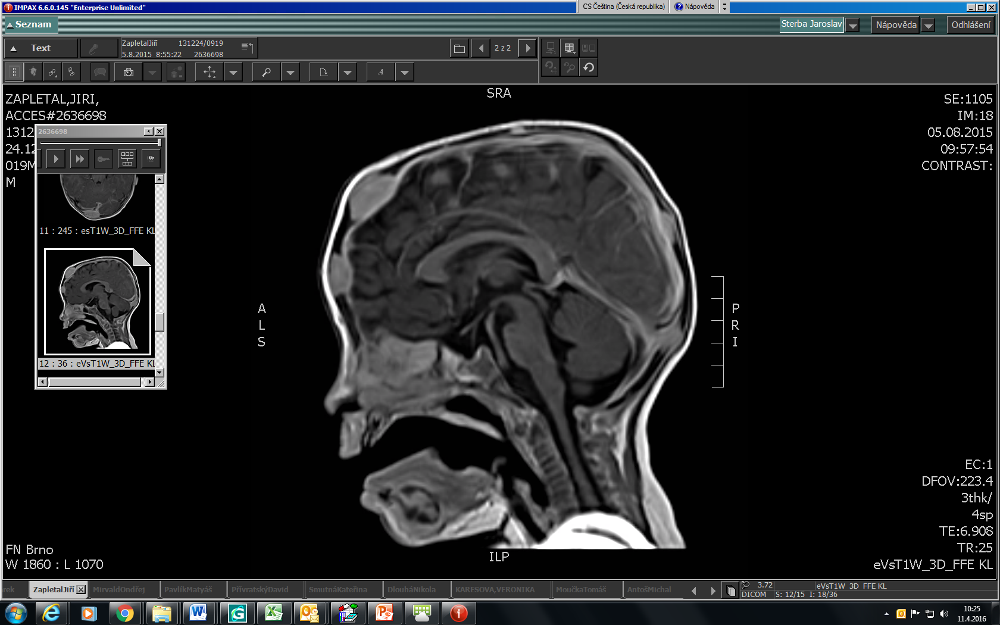 IMPAX 6.6.0.145 "Enterprise Unlimited"
CS Čeština (Česká republika)
Nápověda
Seznam
Sterba Jaroslav
Nápověda
Odhlášení
Text
ZapletalJiří 131224/0919
5.8.2015 8:55:22 2636698
2 z 2
A
ZAPLETAL,JIRI,
ACCES#2636698
1312
24.12
019M
M
SRA
SE:1105
IM:18
05.08.2015
09:57:54
CONTRAST:
2636698
11 : 245 : esT1W_3D_FFE KL
12 : 36 : eVsT1W_3D_FFE KL
A
L
S
P
R
I
EC:1
DFOV:223.4
3thk/
4sp
TE:6.908
TR:25
eVsT1W_3D_FFE KL
FN Brno
W 1860 : L 1070
ILP
rek
ZapletalJiří
MirvaldOndřej
PavlíkMatyáš
PřívratskýDavid
SmutnáKateřina
DlouháNikola
KARESOVA,VERONIKA
MoučkaTomáš
AntošMichal
3.72
eVsT1W 3D FFE KL
DICOM
S: 12/15 I: 18/36
10:25
11.4.2016